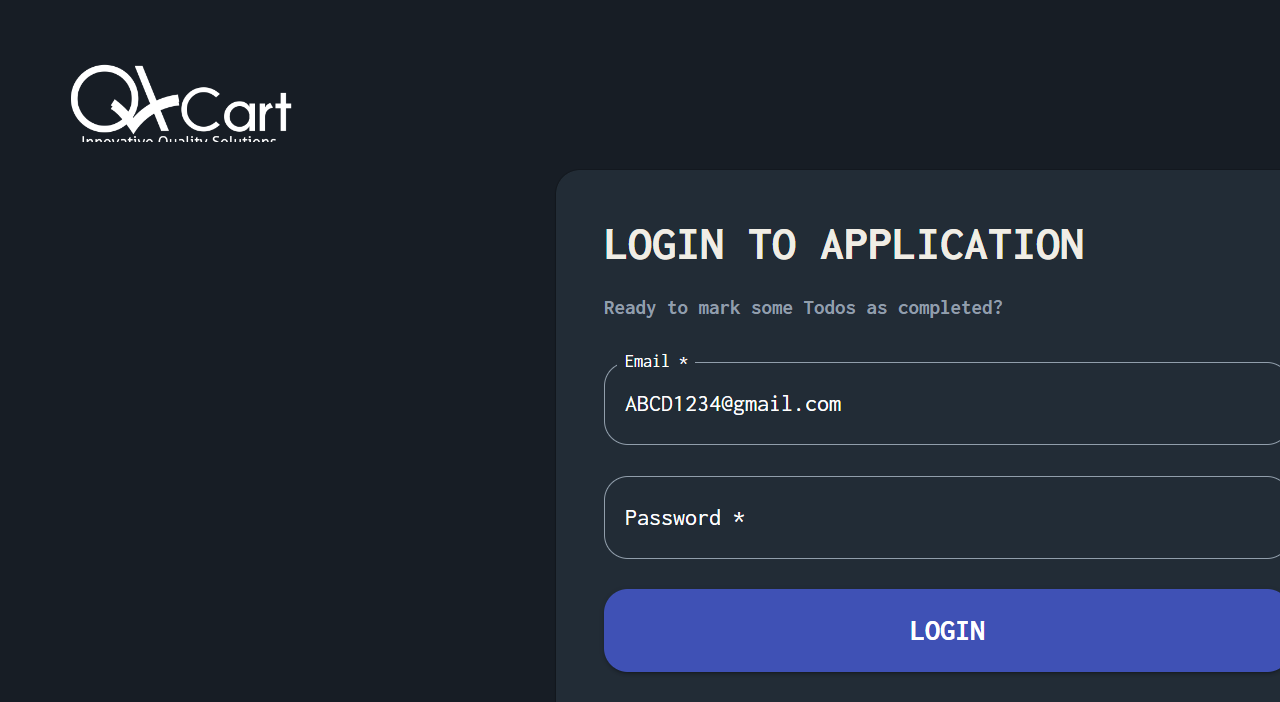 QACart
Innovative Quality Solutions
LOGIN TO APPLICATION
Ready to mark some Todos as completed?
Email *
ABCD1234@gmail.com
Password *
LOGIN